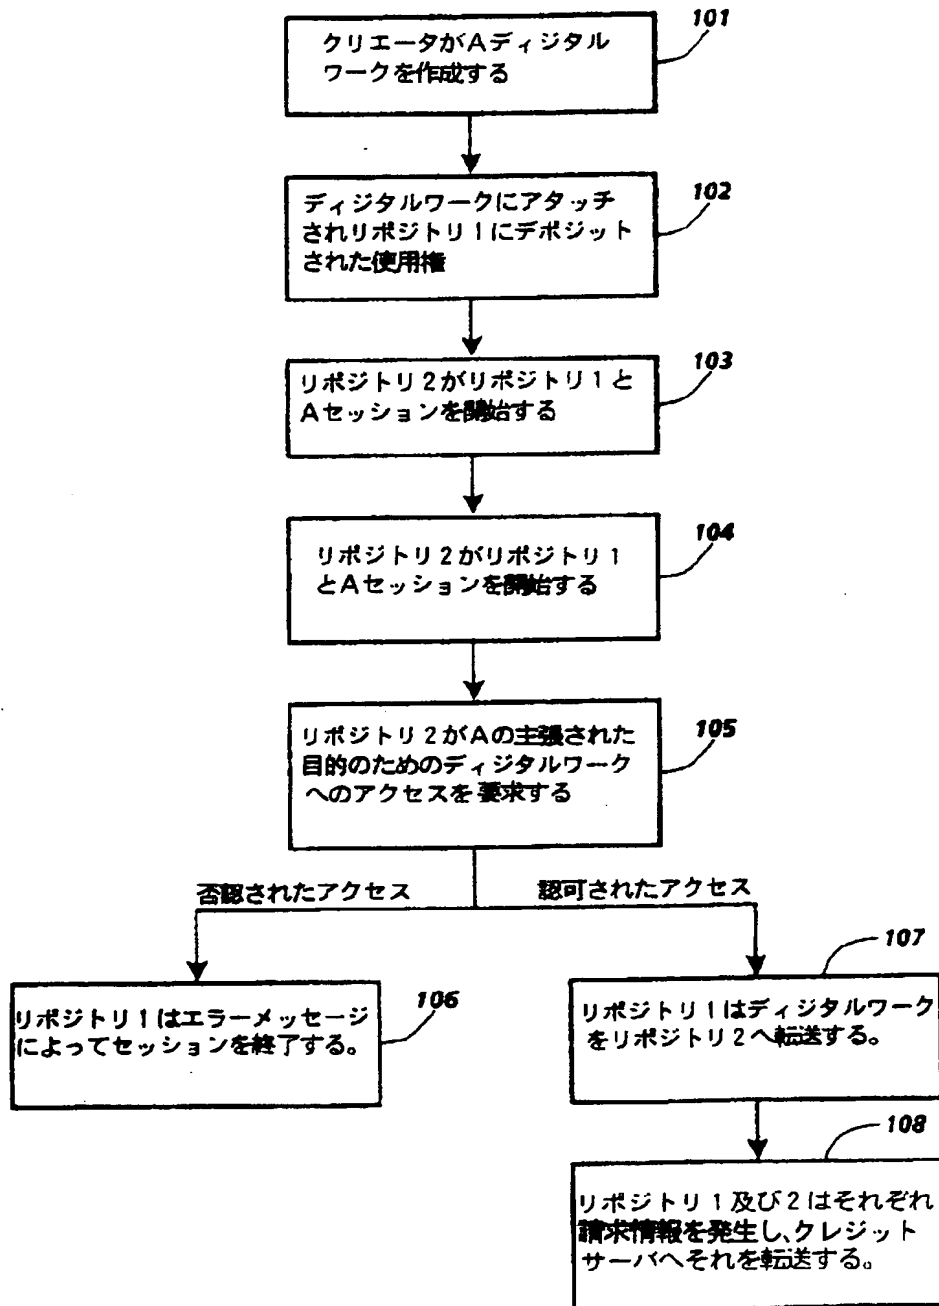 101
クリエータがAディジタル
ワークを作成する
102
ディジタルワークにアタッチ
されリポジトリ1にデポジット
された使用権
103
リポジトリ2がリポジトリ1と
Aセッションを開始する
104
リポジトリ2がリポジトリ1
とAセッションを開始する
105
リポジトリ2がAの主張された
目的のためのディジタルワーク
へのアクセスを要求する
否認されたアクセス
認可されたアクセス
106
リポジトリ1はエラーメッセージ
によってセッションを終了する。
107
リポジトリ1はディジタルワーク
をリポジトリ2へ転送する。
108
リポジトリ1及び2はそれぞれ
請求情報を発生し、クレジット
サーバへそれを転送する。